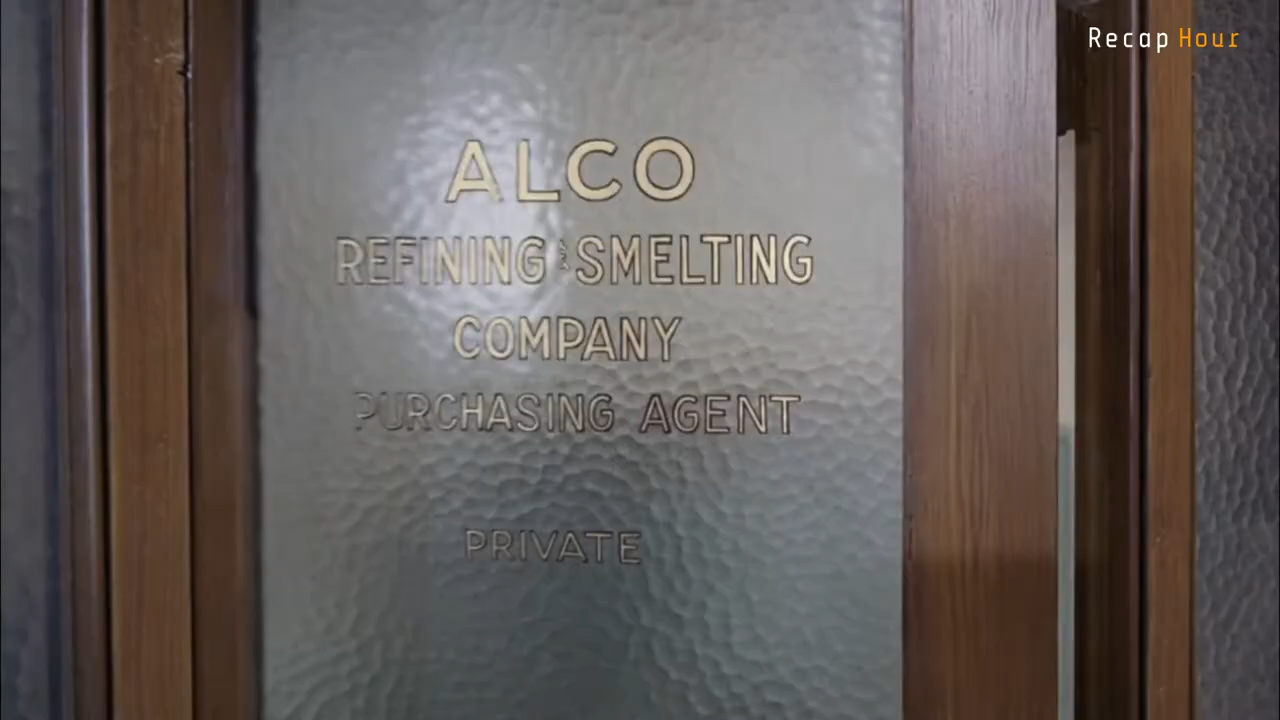 Recap Hour
ALCO
REFINING & SMELTING
COMPANY
PURCHASING AGENT
PRIVATE